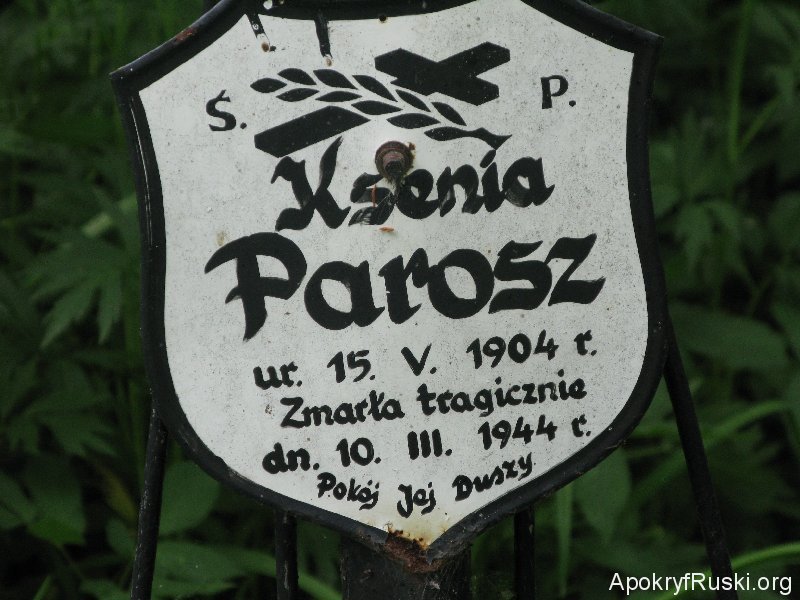 Ś. P.
Ksenia
Parosz
ur. 15. V. 1904 r.
Zmarła tragicznie
dn. 10. III. 1944 r.
Pokój Jej Duszy
ApokryfRuski.org